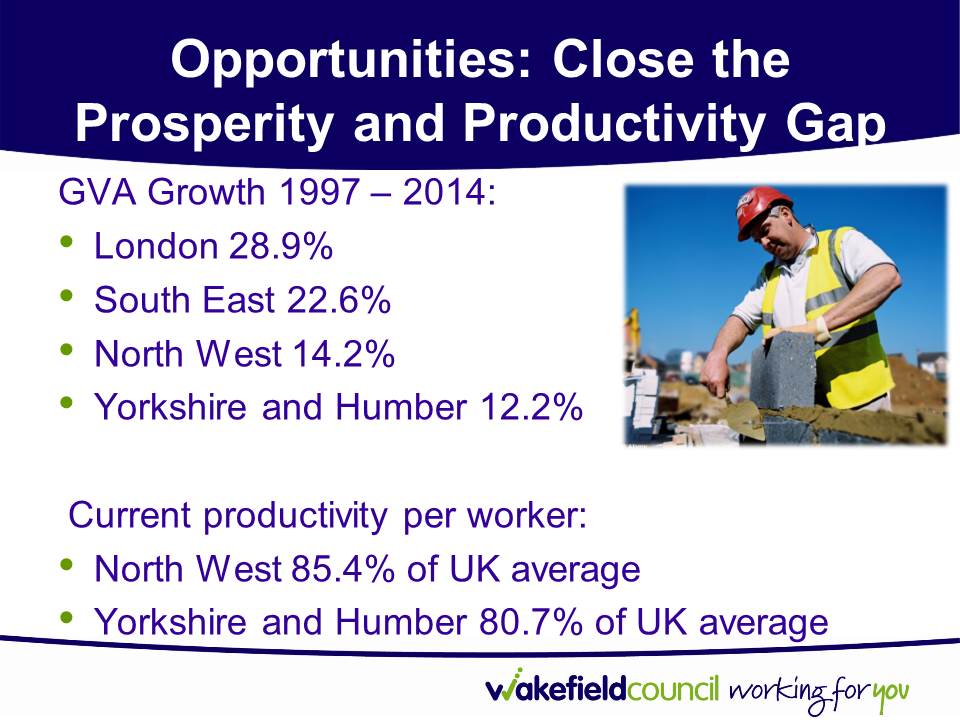 Opportunities: Close the
Prosperity and Productivity Gap
GVA Growth 1997 – 2014:
• London 28.9%
• South East 22.6%
• North West 14.2%
• Yorkshire and Humber 12.2%
Current productivity per worker:
• North West 85.4% of UK average
• Yorkshire and Humber 80.7% of UK average
wakefieldcouncil working for you